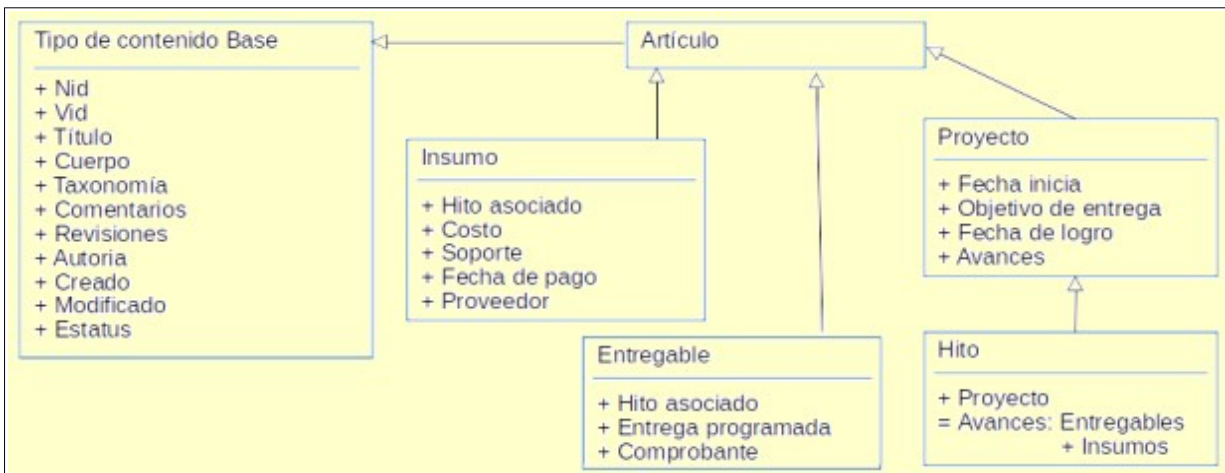 Tipo de contenido Base
+ Nid
+ Vid
+ Título
+ Cuerpo
+ Taxonomía
+ Comentarios
+ Revisiones
+ Autoria
+ Creado
+ Modificado
+ Estatus
Artículo
Insumo
+ Hito asociado
+ Costo
+ Soporte
+ Fecha de pago
+ Proveedor
Entregable
+ Hito asociado
+ Entrega programada
+ Comprobante
Proyecto
+ Fecha inicia
+ Objetivo de entrega
+ Fecha de logro
+ Avances
Hito
+ Proyecto
= Avances: Entregables
+ Insumos